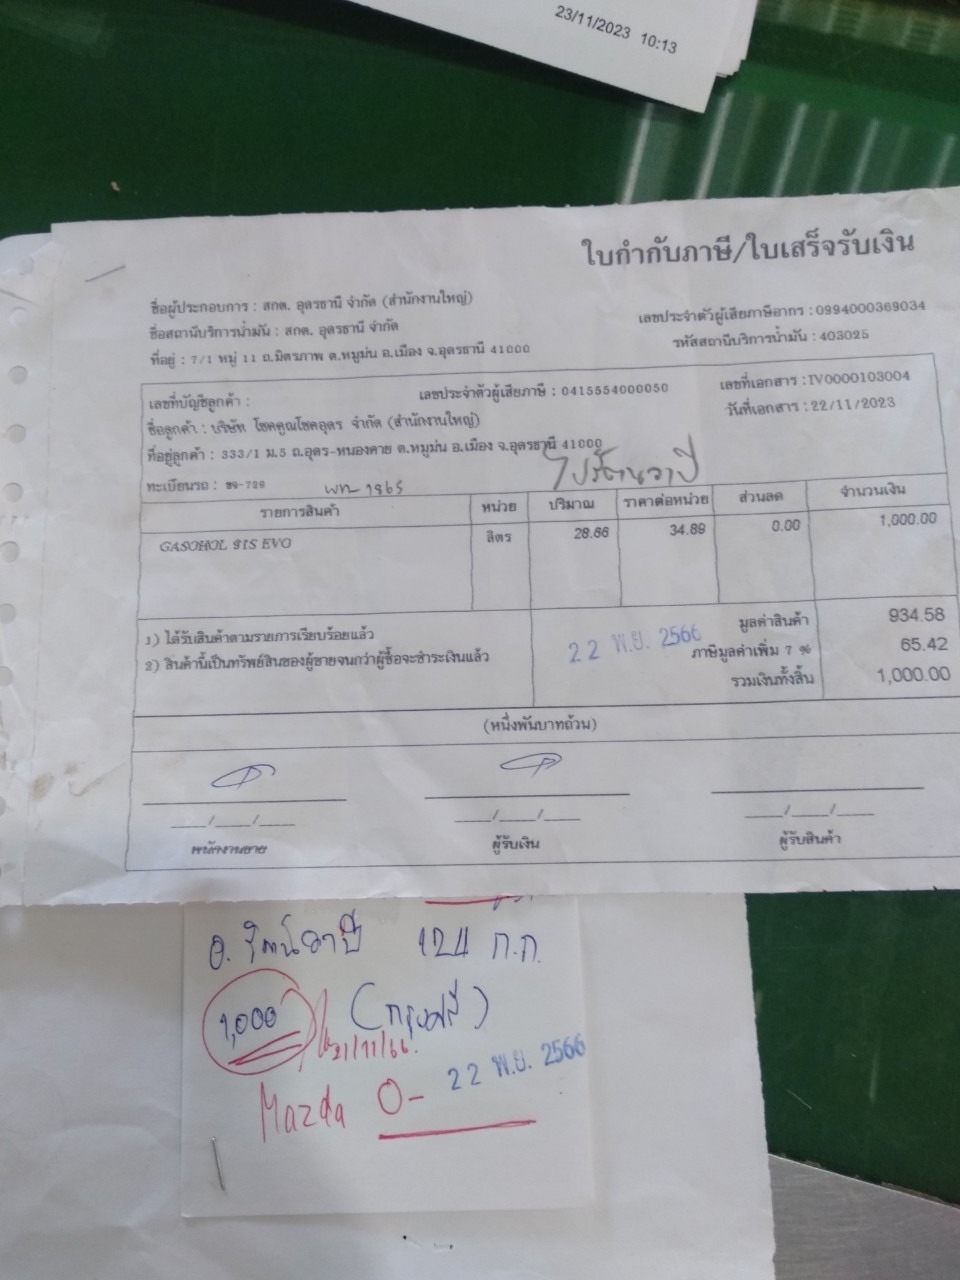 23/11/2023 10:13
ใบกำกับภาษี/ใบเสร็จรับเงิน
ชื่อผู้ประกอบการ : สกต. อุดรธานี จำกัด (สำนักงานใหญ่)
เลขประจำตัวผู้เสียภาษีอากร : 0994000369034
ชื่อสถานีบริการน้ำมัน : สกต. อุดรธานี จำกัด
รหัสสถานีบริการน้ำมัน : 403025
ที่อยู่ : 7/1 หมู่ 11 ถ.มิตรภาพ ต.หมูม่น อ.เมือง จ.อุดรธานี 41000
เลขที่บัญชีลูกค้า : เลขประจำตัวผู้เสียภาษี : 0415554000050 เลขที่เอกสาร : IV0000103004
ชื่อลูกค้า : บริษัท โชคคูณโชคอุดร จำกัด (สำนักงานใหญ่) วันที่เอกสาร : 22/11/2023
ที่อยู่ลูกค้า : 333/1 ม.5 ถ.อุดร-หนองคาย ต.หมูม่น อ.เมือง จ.อุดรธานี 41000
ทะเบียนรถ :
รายการสินค้า หน่วย ปริมาณ ราคาต่อหน่วย ส่วนลด จำนวนเงิน
GASOHOL 91S EVO ลิตร 28.66 34.89 0.00 1,000.00
1) ได้รับสินค้าตามรายการเรียบร้อยแล้ว มูลค่าสินค้า 934.58
2) สินค้านี้เป็นทรัพย์สินของผู้ขายจนกว่าผู้ซื้อจะชำระเงินแล้ว 22 พ.ย. 2566 ภาษีมูลค่าเพิ่ม 7 % 65.42
รวมเงินทั้งสิ้น 1,000.00
(หนึ่งพันบาทถ้วน)
___/___/___ ___/___/___ ___/___/___
พนักงานขาย ผู้รับเงิน ผู้รับสินค้า
อ. 124 ก.ก.
1,000
21/11/66.
Mazda 22 พ.ย. 2566